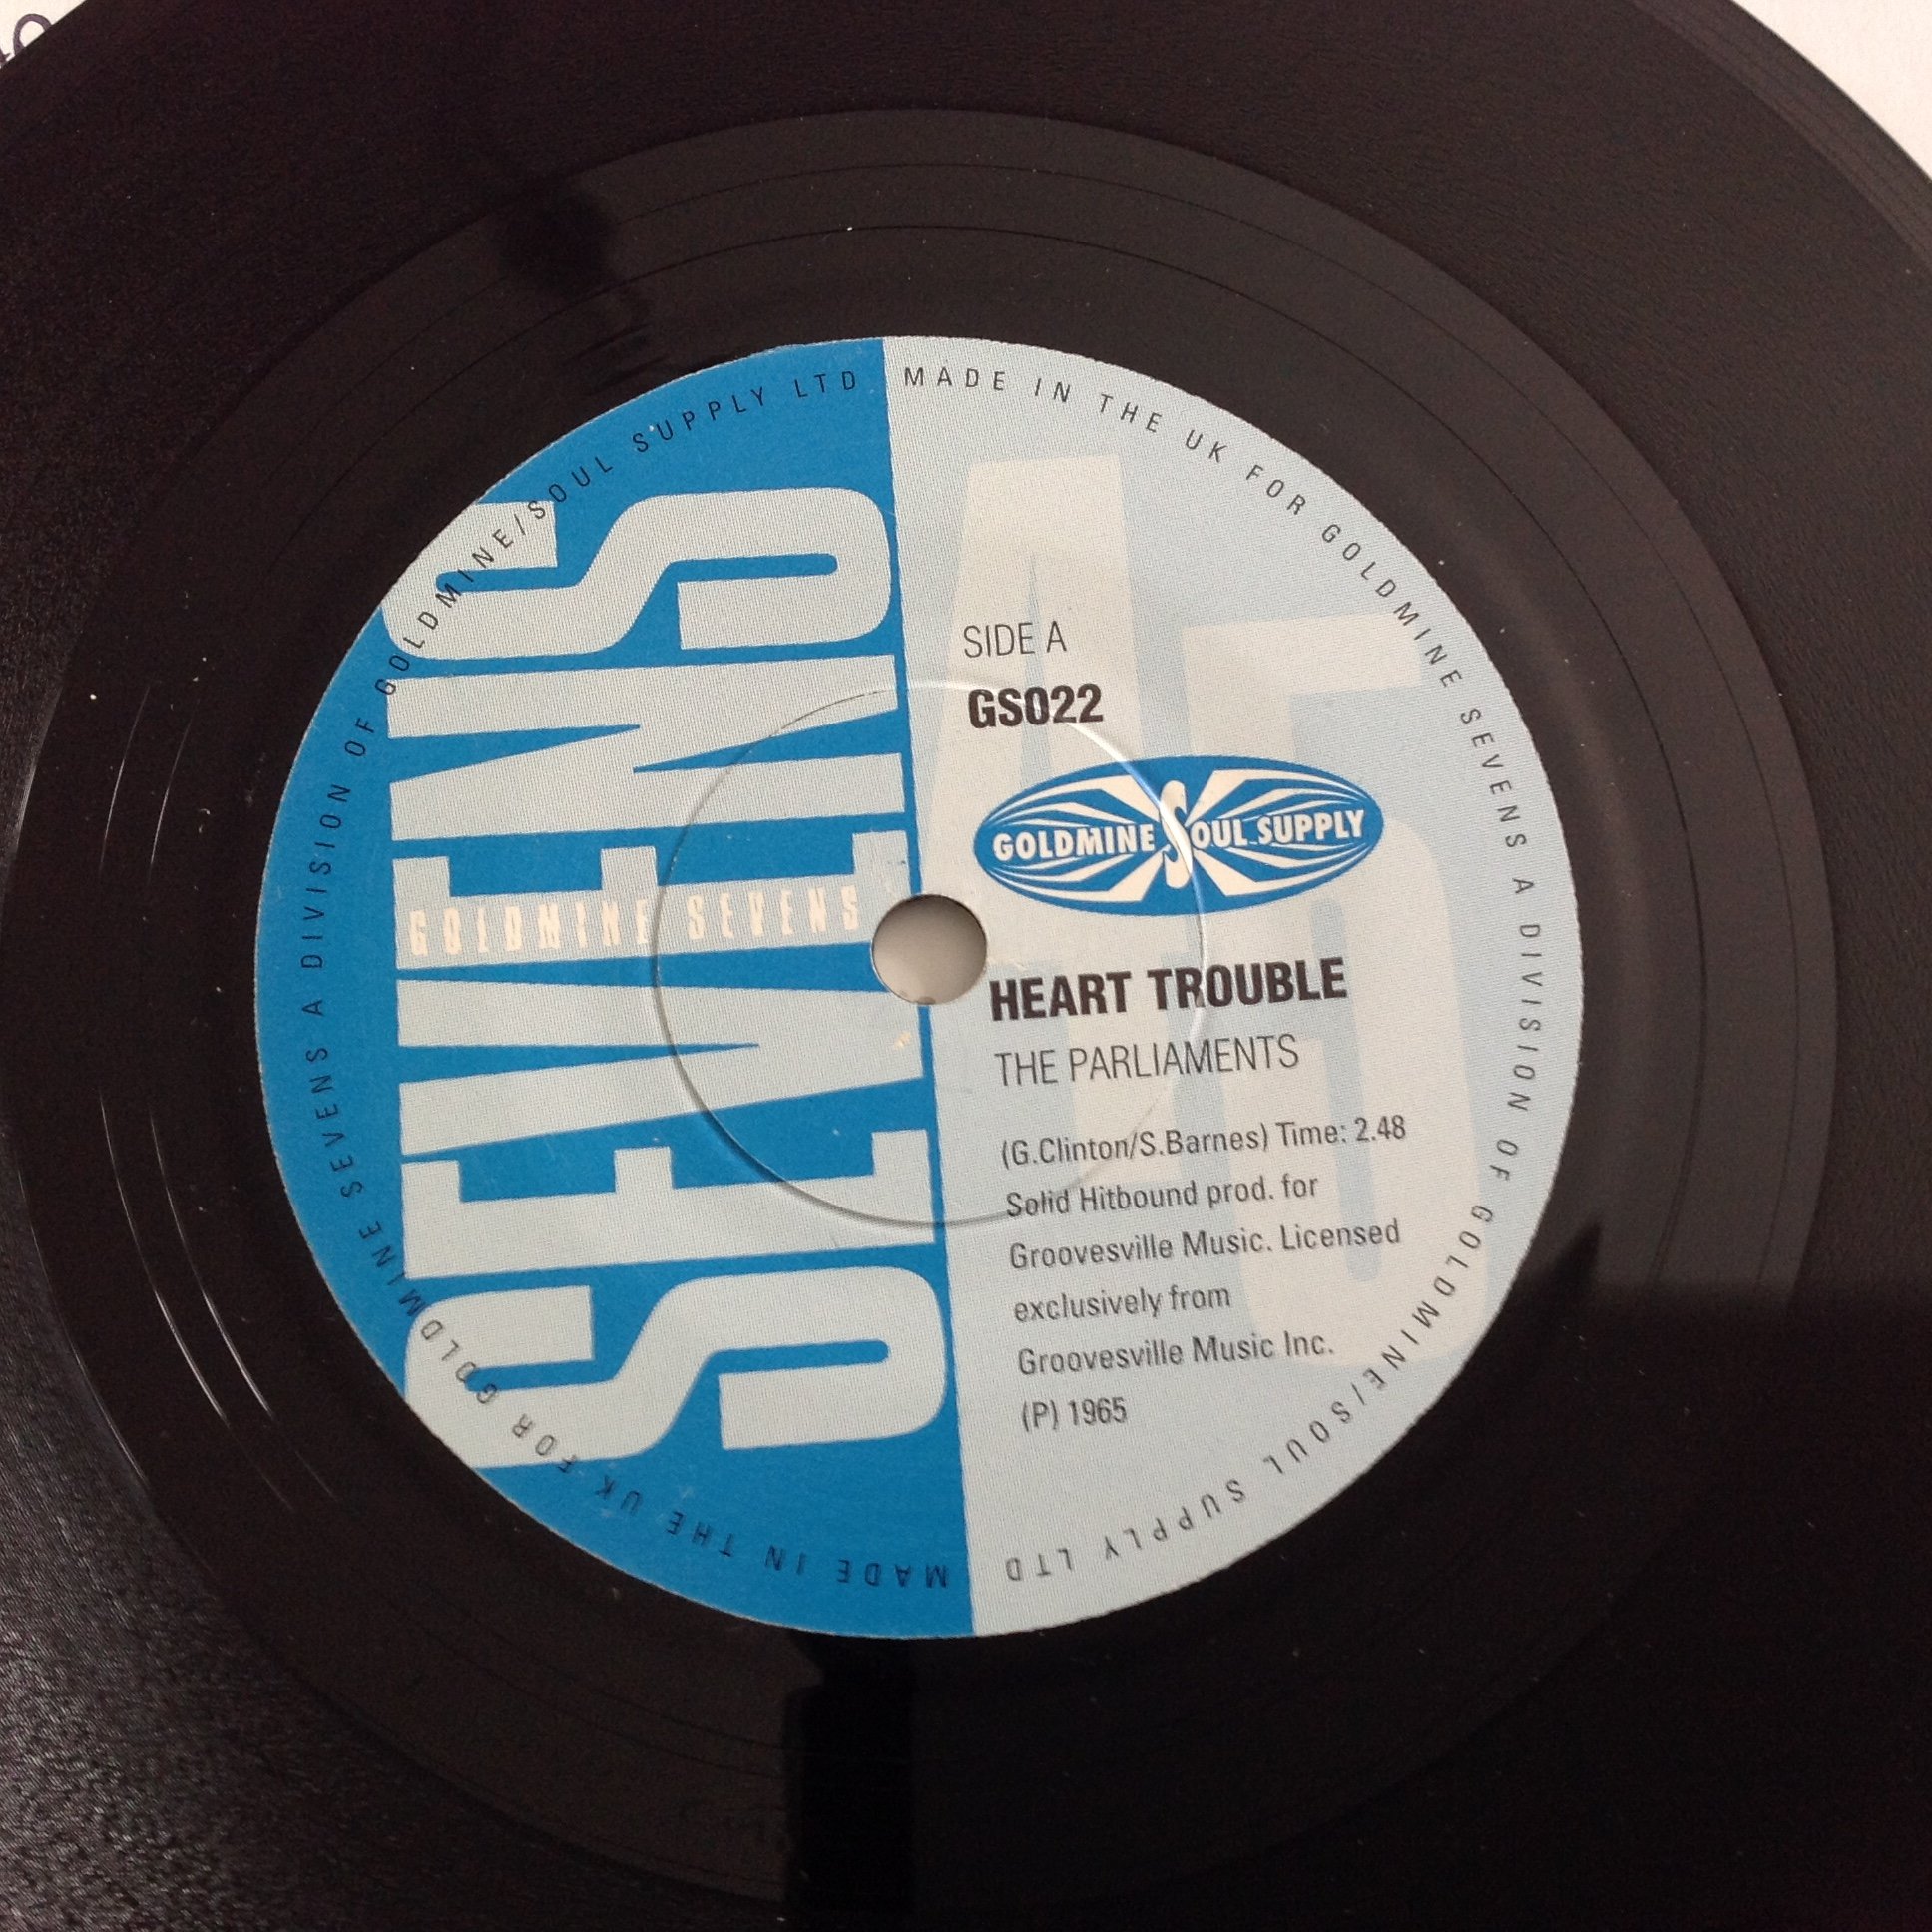 MADE IN THE UK FOR GOLDMINE SEVENS A DIVISION OF GOLDMINE/SOUL SUPPLY LTD
MADE IN THE UK FOR GOLDMINE SEVENS A DIVISION OF GOLDMINE/SOUL SUPPLY LTD
SEVENS
GOLDMINE SEVENS
45
SIDE A
GS022
GOLDMINE SOUL SUPPLY
HEART TROUBLE
THE PARLIAMENTS
(G.Clinton/S.Barnes) Time: 2.48
Solid Hitbound prod. for
Groovesville Music. Licensed
exclusively from
Groovesville Music Inc.
(P) 1965